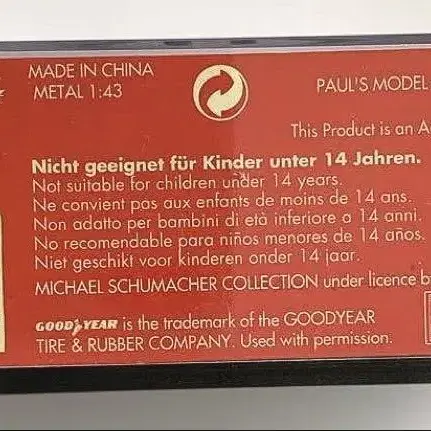 MADE IN CHINA
METAL 1:43
PAUL'S MODEL
This Product is an A
Nicht geeignet für Kinder unter 14 Jahren.
Not suitable for children under 14 years.
Ne convient pas aux enfants de moins de 14 ans.
Non adatto per bambini di età inferiore a 14 anni.
No recomendable para niños menores de 14 años.
Niet geschikt voor kinderen onder 14 jaar.
MICHAEL SCHUMACHER COLLECTION under licence b
GOODYEAR is the trademark of the GOODYEAR
TIRE & RUBBER COMPANY. Used with permission.